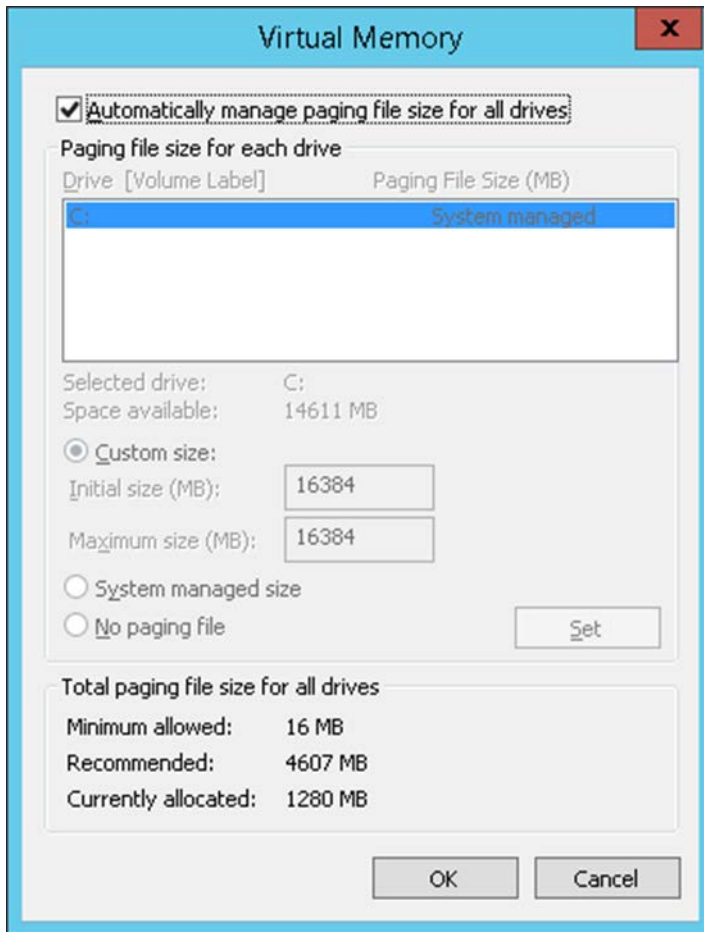 Virtual Memory
x
Automatically manage paging file size for all drives
Paging file size for each drive
Drive [Volume Label] Paging File Size (MB)
C: System managed
Selected drive: C:
Space available: 14611 MB
Custom size:
Initial size (MB): 16384
Maximum size (MB): 16384
System managed size
No paging file
Set
Total paging file size for all drives
Minimum allowed: 16 MB
Recommended: 4607 MB
Currently allocated: 1280 MB
OK Cancel